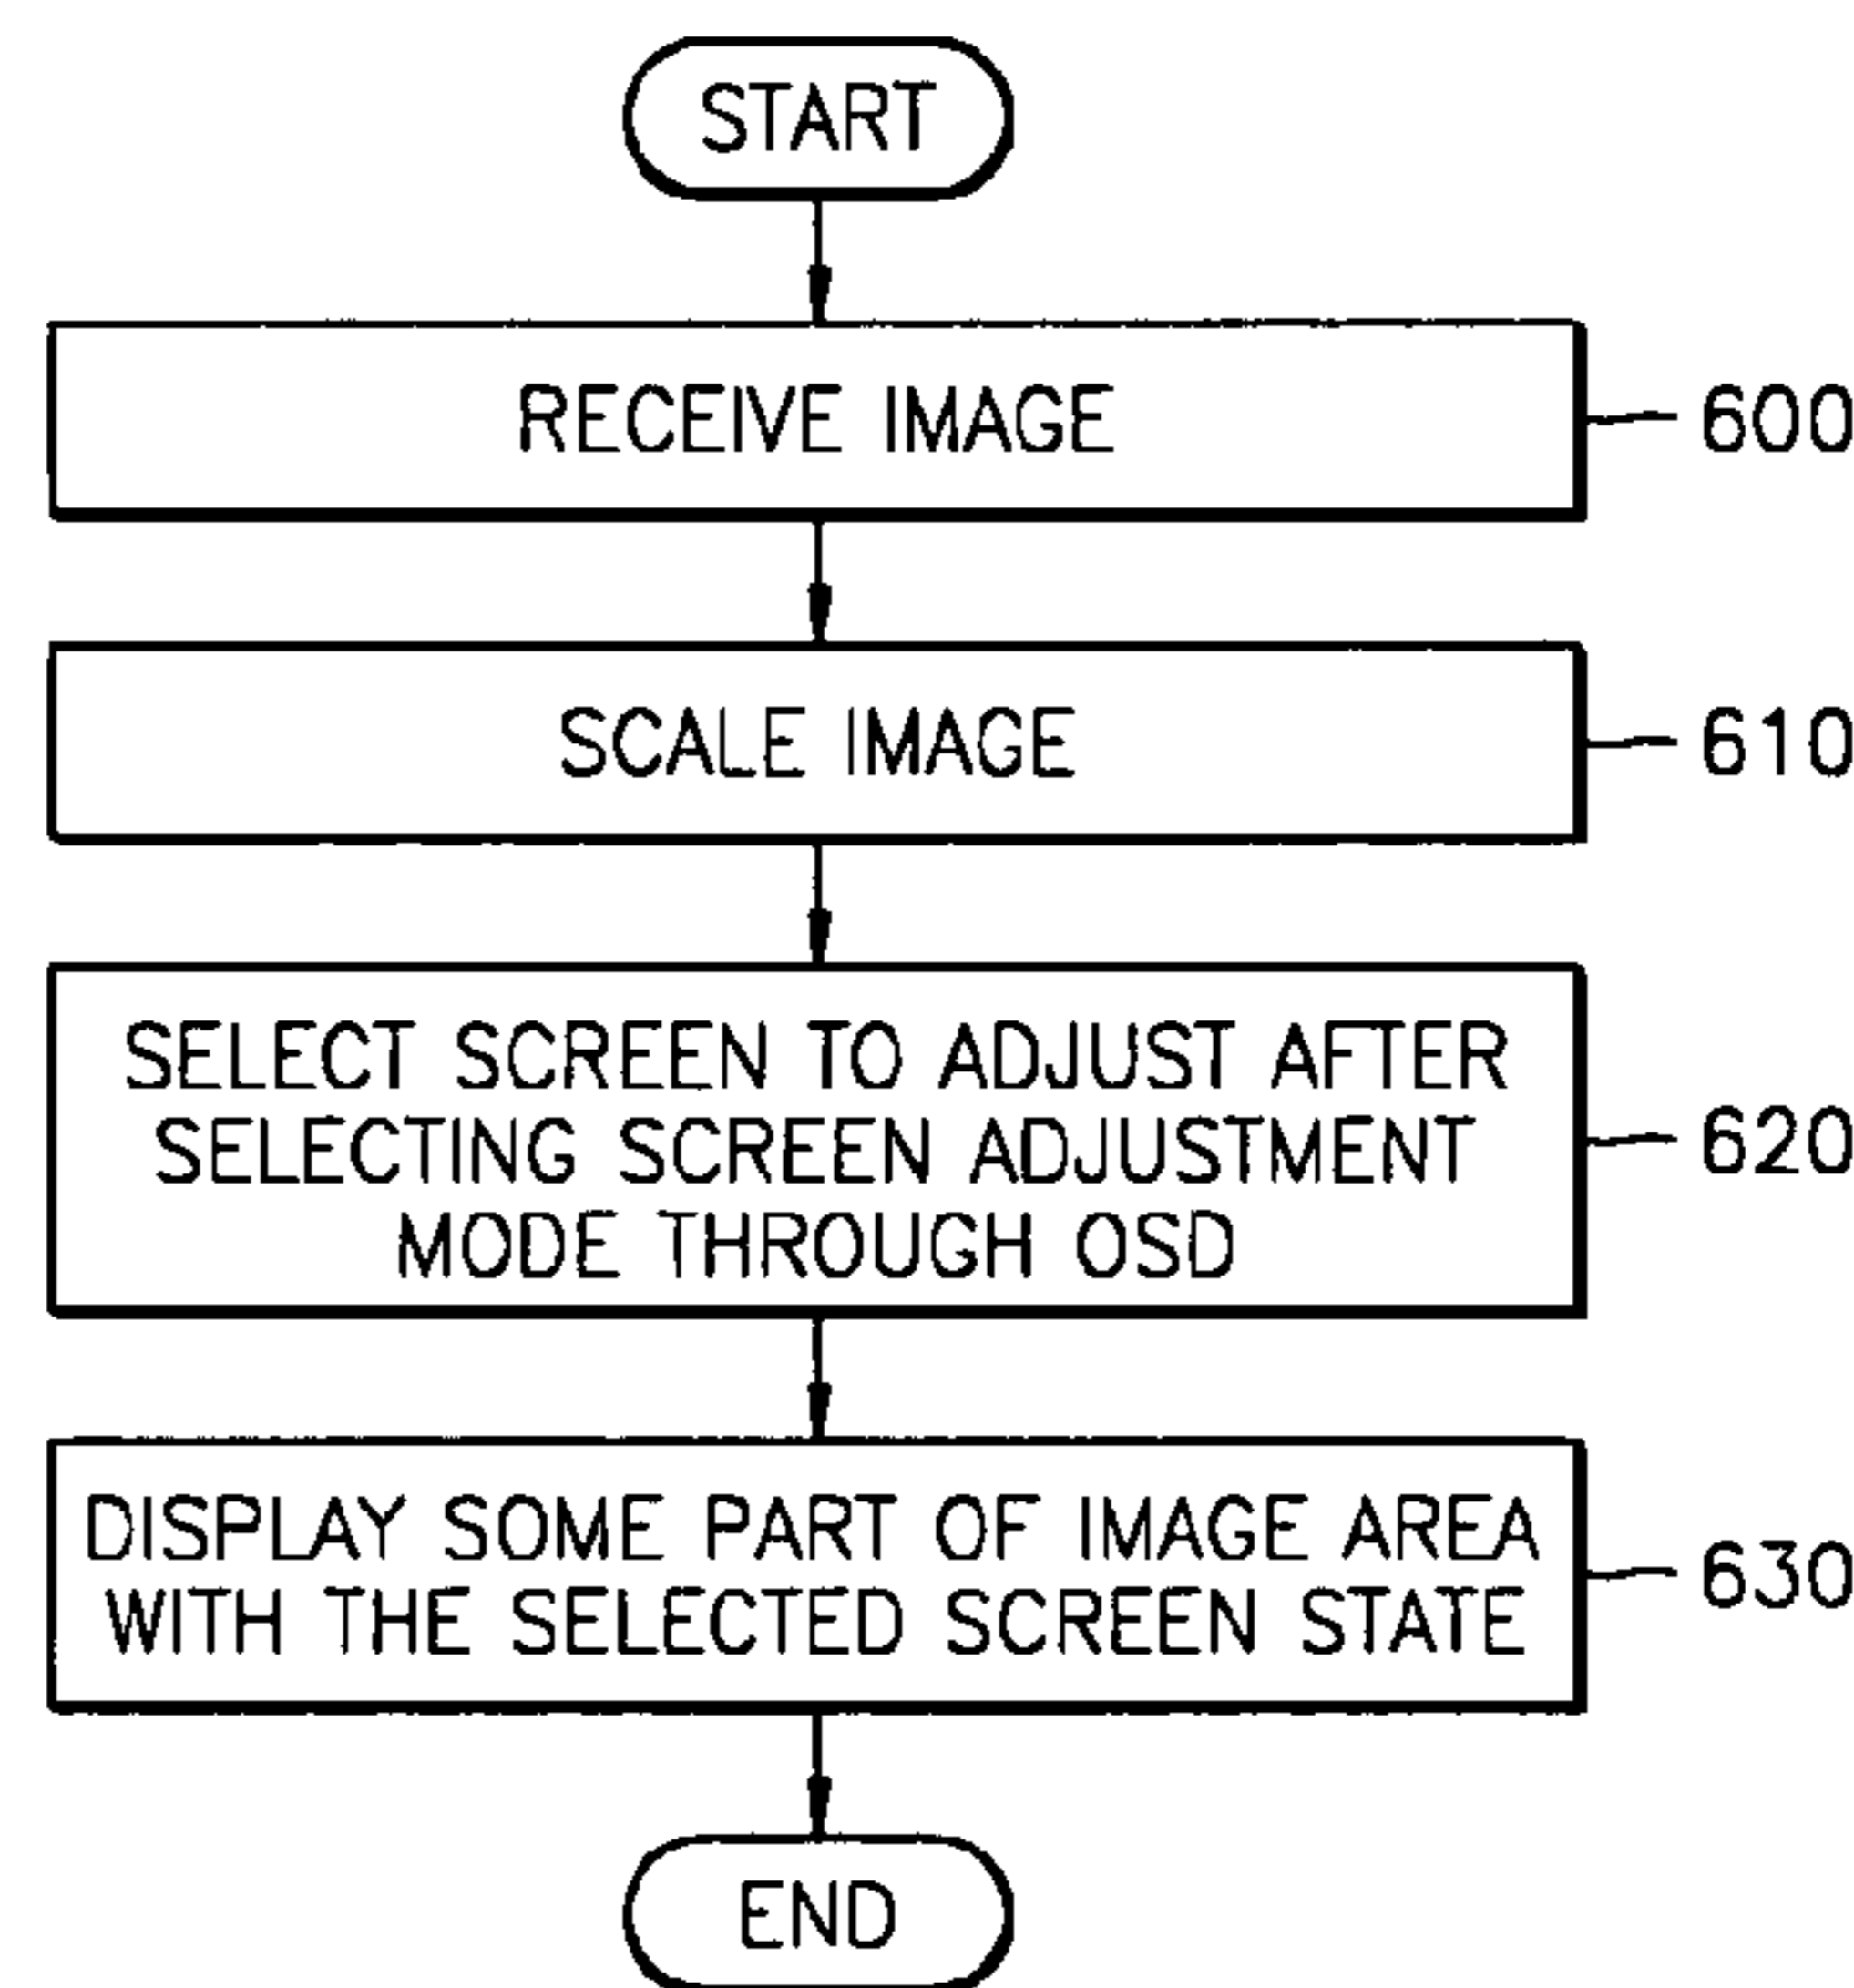 START
RECEIVE IMAGE
600
SCALE IMAGE
610
SELECT SCREEN TO ADJUST AFTER
SELECTING SCREEN ADJUSTMENT
MODE THROUGH OSD
620
DISPLAY SOME PART OF IMAGE AREA
WITH THE SELECTED SCREEN STATE
630
END